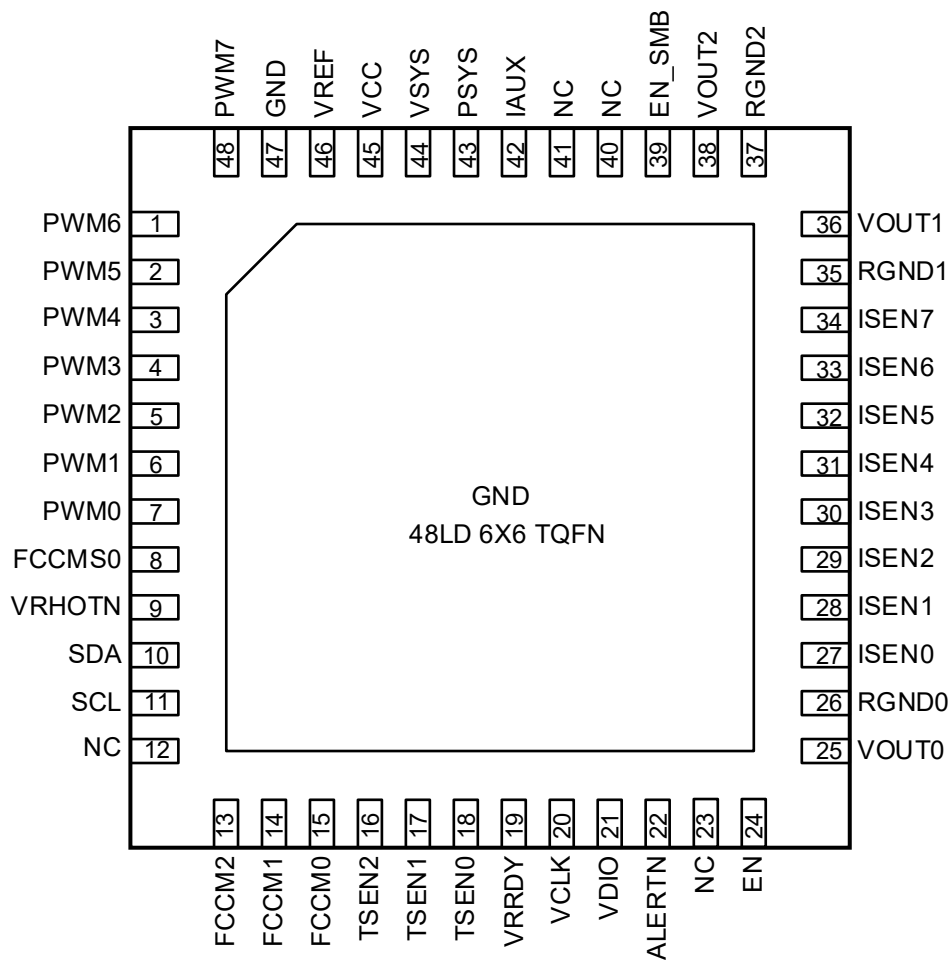 PWM7
GND
VREF
VCC
VSYS
PSYS
IAUX
NC
NC
EN_SMB
VOUT2
RGND2
48
47
46
45
44
43
42
41
40
39
38
37
PWM6 1
PWM5 2
PWM4 3
PWM3 4
PWM2 5
PWM1 6
PWM0 7
FCCMS0 8
VRHOTN 9
SDA 10
SCL 11
NC 12
GND
48LD 6X6 TQFN
36 VOUT1
35 RGND1
34 ISEN7
33 ISEN6
32 ISEN5
31 ISEN4
30 ISEN3
29 ISEN2
28 ISEN1
27 ISEN0
26 RGND0
25 VOUT0
13
14
15
16
17
18
19
20
21
22
23
24
FCCM2
FCCM1
FCCM0
TSEN2
TSEN1
TSEN0
VRRDY
VCLK
VDIO
ALERTN
NC
EN